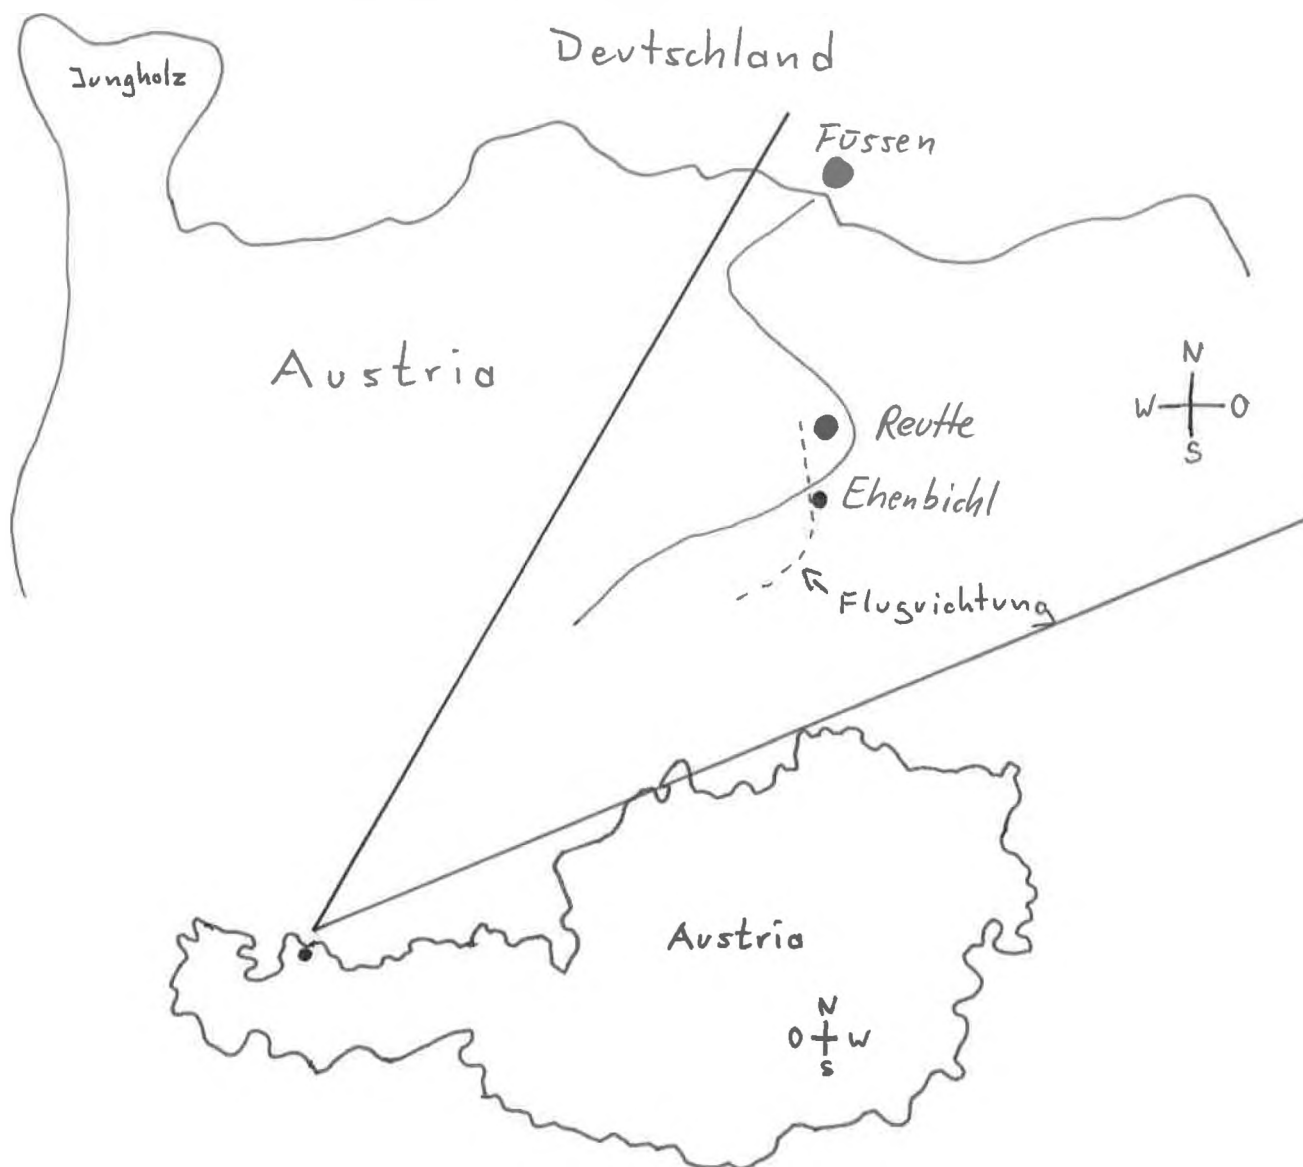 Deutschland
Jungholz
Füssen
Austria
N
W O
S
Reutte
Ehenbichl
Flugrichtung
Austria
N
O W
S